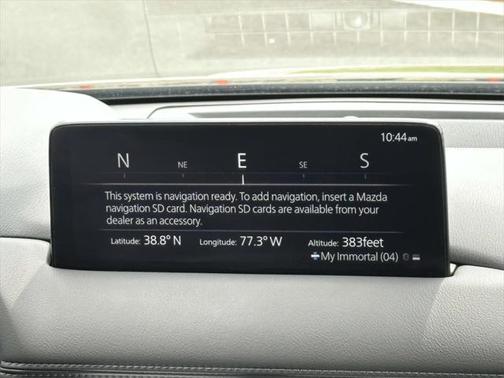 10:44am
N NE E SE S
This system is navigation ready. To add navigation, insert a Mazda
navigation SD card. Navigation SD cards are available from your
dealer as an accessory.
Latitude: 38.8° N Longitude: 77.3° W Altitude: 383feet
My Immortal (04)